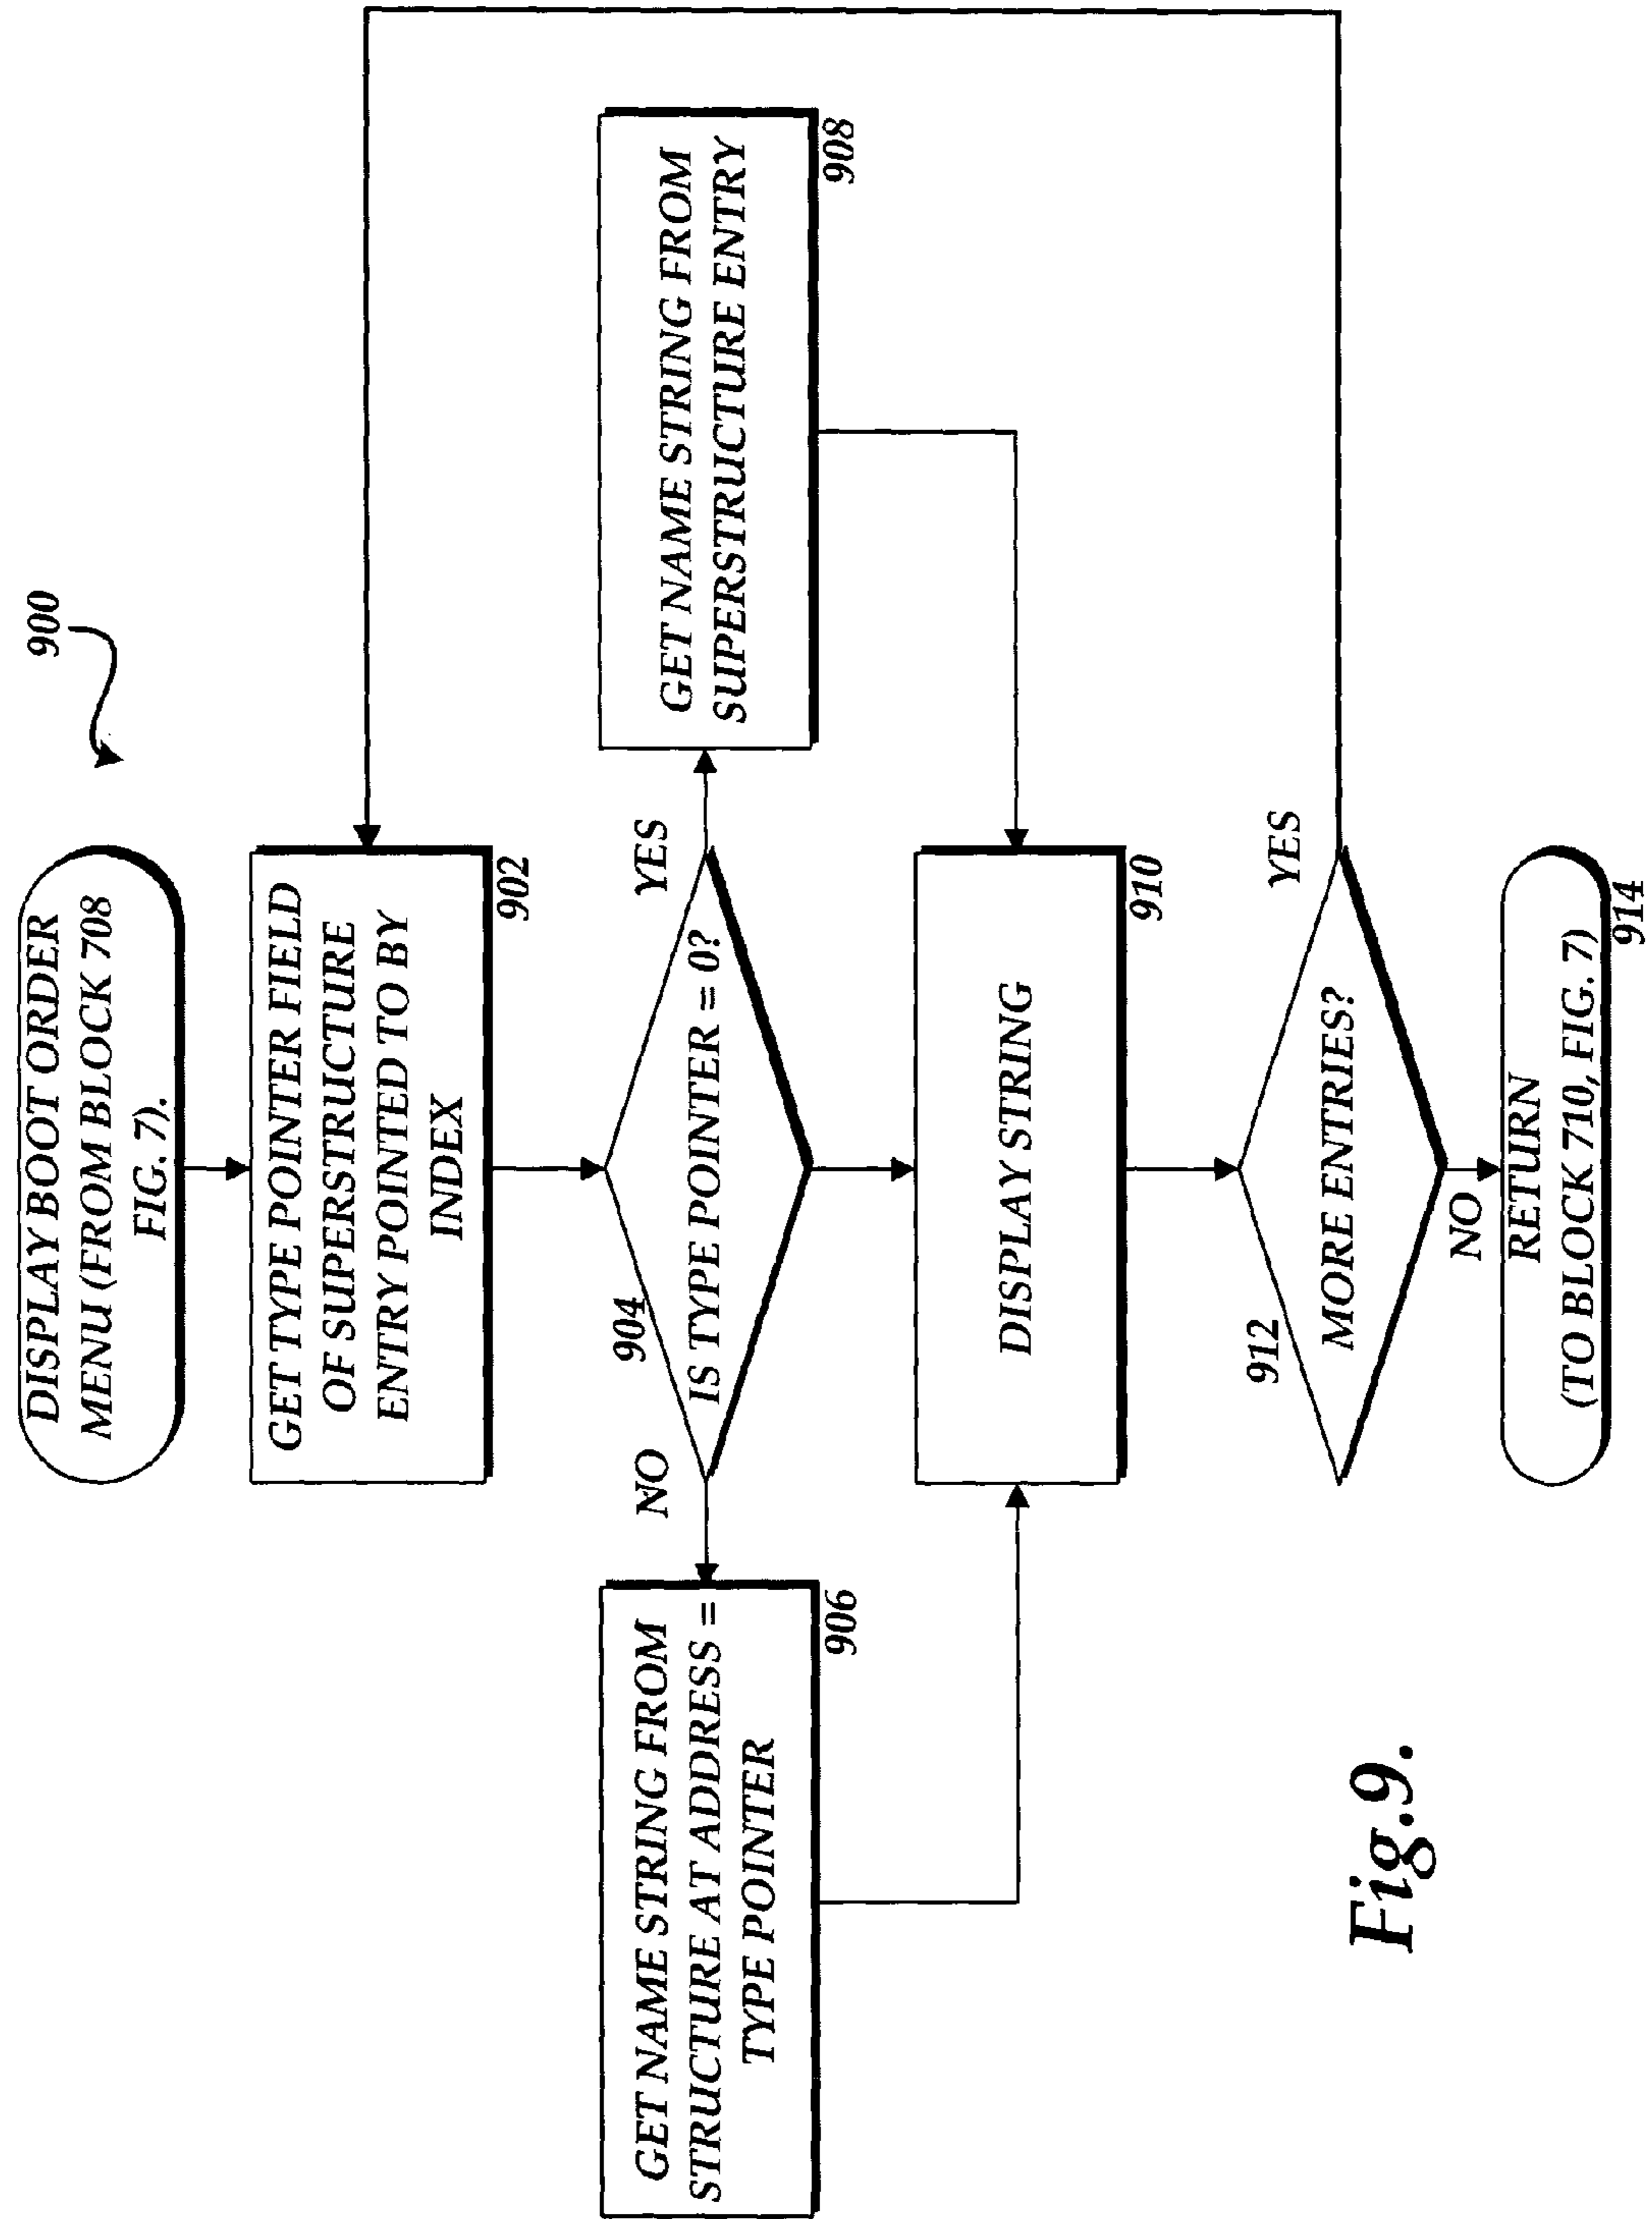 900
DISPLAY BOOT ORDER
MENU (FROM BLOCK 708
FIG. 7).
GET TYPE POINTER FIELD
OF SUPERSTRUCTURE
ENTRY POINTED TO BY
INDEX
902
904
IS TYPE POINTER = 0?
NO
YES
GET NAME STRING FROM
STRUCTURE AT ADDRESS =
TYPE POINTER
906
GET NAME STRING FROM
SUPERSTRUCTURE ENTRY
908
DISPLAY STRING
910
912
MORE ENTRIES?
YES
NO
RETURN
(TO BLOCK 710, FIG. 7)
914
Fig.9.